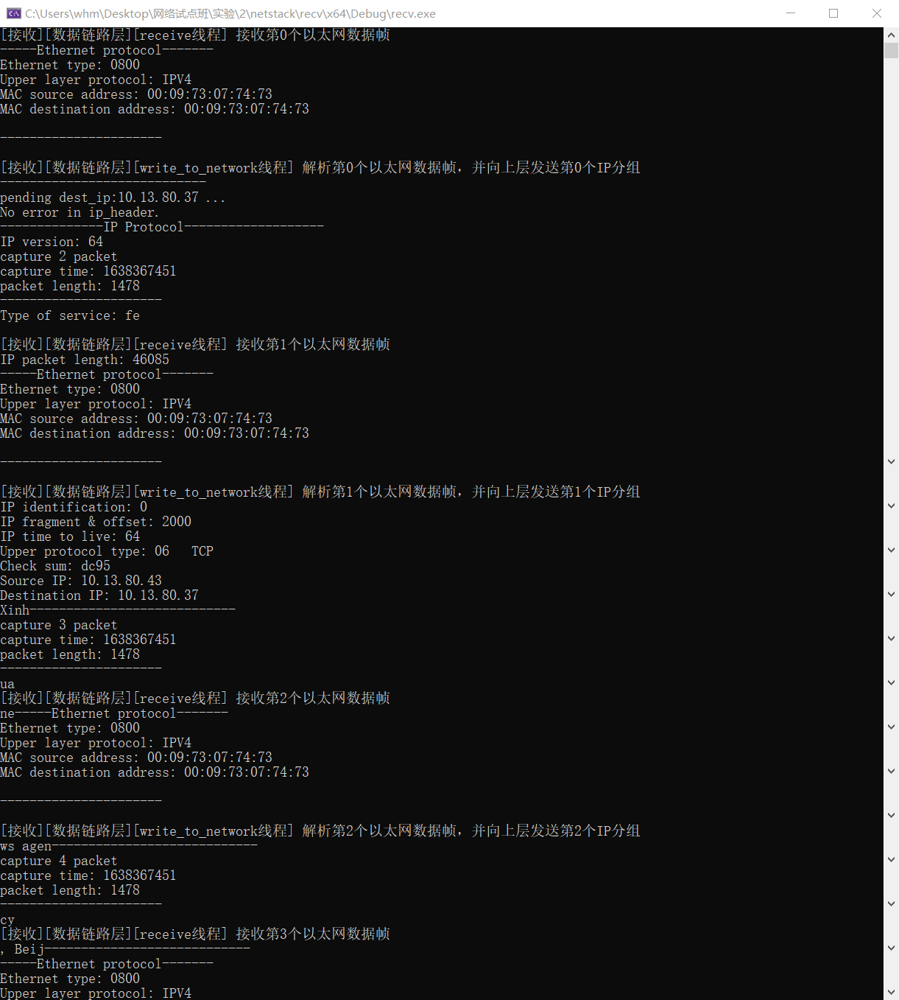 C:\Users\whm\Desktop\网络试点班\实验\2\netstack\recv\x64\Debug\recv.exe
[接收][数据链路层][receive线程] 接收第0个以太网数据帧
-----Ethernet protocol-------
Ethernet type: 0800
Upper layer protocol: IPV4
MAC source address: 00:09:73:07:74:73
MAC destination address: 00:09:73:07:74:73
----------------------
[接收][数据链路层][write_to_network线程] 解析第0个以太网数据帧，并向上层发送第0个IP分组
----------------------------
pending dest_ip:10.13.80.37 ...
No error in ip_header.
--------------IP Protocol-------------------
IP version: 64
capture 2 packet
capture time: 1638367451
packet length: 1478
----------------------
Type of service: fe
[接收][数据链路层][receive线程] 接收第1个以太网数据帧
IP packet length: 46085
-----Ethernet protocol-------
Ethernet type: 0800
Upper layer protocol: IPV4
MAC source address: 00:09:73:07:74:73
MAC destination address: 00:09:73:07:74:73
----------------------
[接收][数据链路层][write_to_network线程] 解析第1个以太网数据帧，并向上层发送第1个IP分组
IP identification: 0
IP fragment & offset: 2000
IP time to live: 64
Upper protocol type: 06   TCP
Check sum: dc95
Source IP: 10.13.80.43
Destination IP: 10.13.80.37
Xinh----------------------------
capture 3 packet
capture time: 1638367451
packet length: 1478
----------------------
ua
[接收][数据链路层][receive线程] 接收第2个以太网数据帧
ne-----Ethernet protocol-------
Ethernet type: 0800
Upper layer protocol: IPV4
MAC source address: 00:09:73:07:74:73
MAC destination address: 00:09:73:07:74:73
----------------------
[接收][数据链路层][write_to_network线程] 解析第2个以太网数据帧，并向上层发送第2个IP分组
ws agen----------------------------
capture 4 packet
capture time: 1638367451
packet length: 1478
----------------------
cy
[接收][数据链路层][receive线程] 接收第3个以太网数据帧
, Beij----------------------------
-----Ethernet protocol-------
Ethernet type: 0800
Upper layer protocol: IPV4